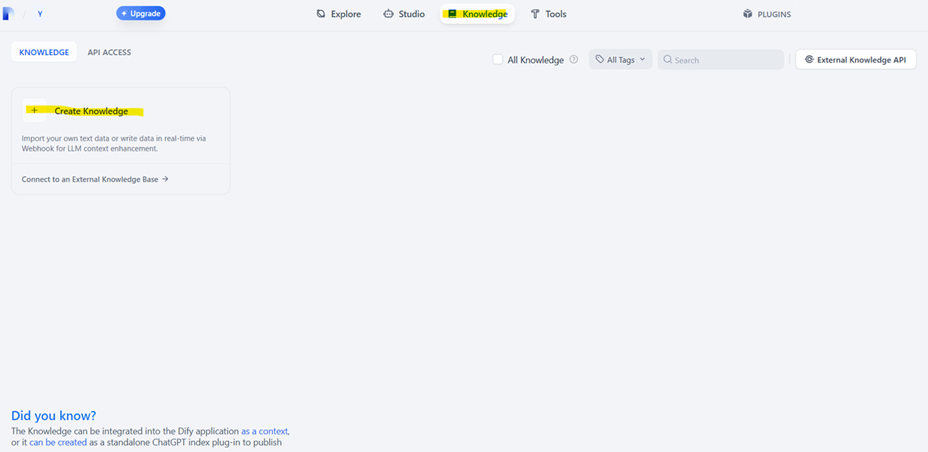 / Y Upgrade Explore Studio Knowledge Tools PLUGINS
KNOWLEDGE API ACCESS
All Knowledge All Tags Search External Knowledge API
+ Create Knowledge
Import your own text data or write data in real-time via
Webhook for LLM context enhancement.
Connect to an External Knowledge Base →
Did you know?
The Knowledge can be integrated into the Dify application as a context,
or it can be created as a standalone ChatGPT index plug-in to publish